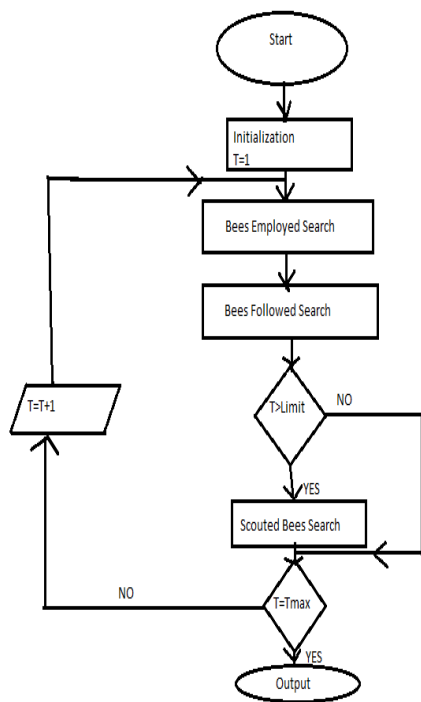 Start
Initialization
T=1
Bees Employed Search
Bees Followed Search
T=T+1
T>Limit
NO
YES
Scouted Bees Search
NO
T=Tmax
YES
Output